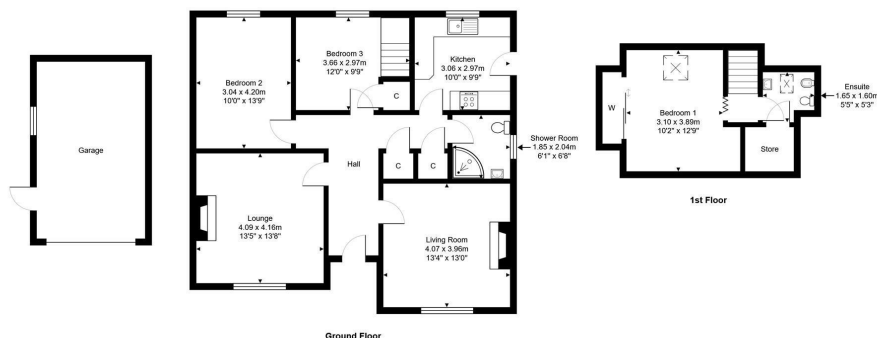 Garage
Bedroom 2
3.04 x 4.20m
10'0" x 13'9"
Bedroom 3
3.66 x 2.97m
12'0" x 9'9"
C
Kitchen
3.06 x 2.97m
10'0" x 9'9"
Hall
C
C
Shower Room
1.85 x 2.04m
6'1" x 6'8"
Lounge
4.09 x 4.16m
13'5" x 13'8"
Living Room
4.07 x 3.96m
13'4" x 13'0"
Ground Floor
W
Bedroom 1
3.10 x 3.89m
10'2" x 12'9"
Ensuite
1.65 x 1.60m
5'5" x 5'3"
Store
1st Floor